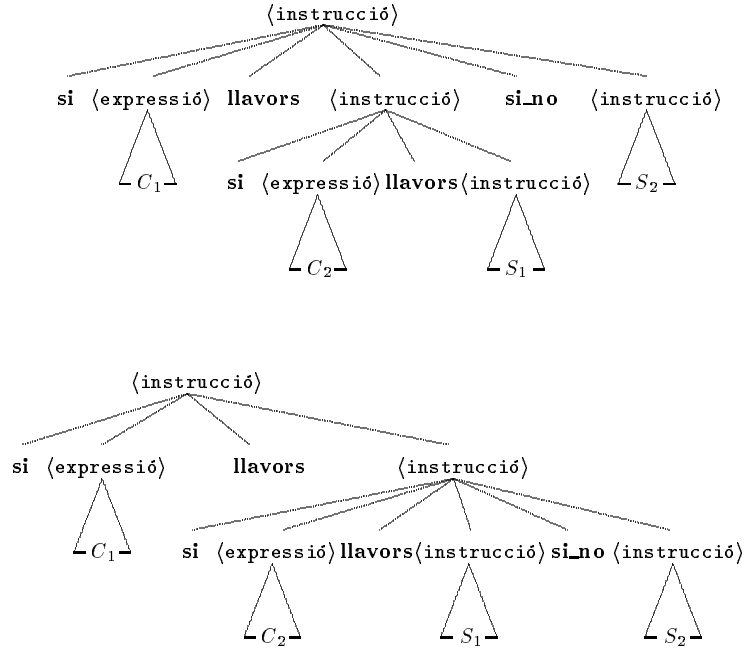 ⟨instrucció⟩
si ⟨expressió⟩ llavors ⟨instrucció⟩ si_no ⟨instrucció⟩
C₁ si ⟨expressió⟩ llavors ⟨instrucció⟩ S₂
C₂ S₁
⟨instrucció⟩
si ⟨expressió⟩ llavors ⟨instrucció⟩
C₁ si ⟨expressió⟩ llavors ⟨instrucció⟩ si_no ⟨instrucció⟩
C₂ S₁ S₂